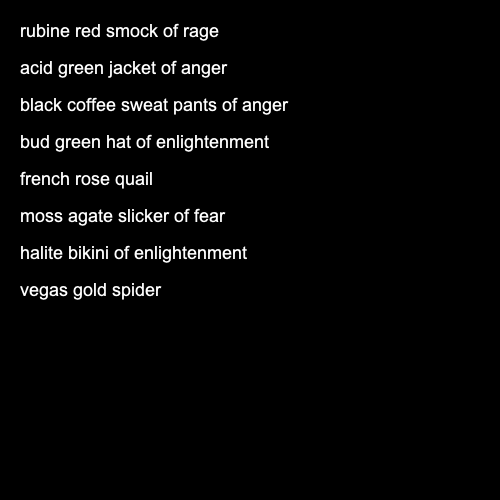 rubine red smock of rage
acid green jacket of anger
black coffee sweat pants of anger
bud green hat of enlightenment
french rose quail
moss agate slicker of fear
halite bikini of enlightenment
vegas gold spider